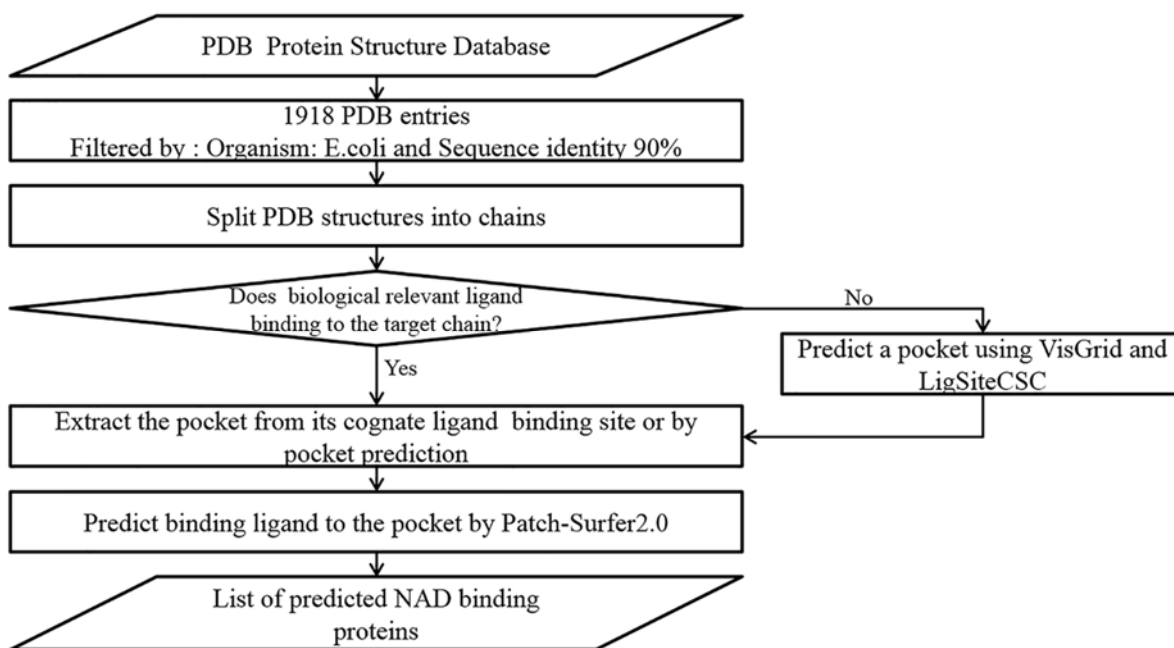 PDB  Protein Structure Database
1918 PDB entries
Filtered by : Organism: E.coli and Sequence identity 90%
Split PDB structures into chains
Does  biological relevant ligand
binding to the target chain?
No
Yes
Predict a pocket using VisGrid and
LigSiteCSC
Extract the pocket from its cognate ligand  binding site or by
pocket prediction
Predict binding ligand to the pocket by Patch-Surfer2.0
List of predicted NAD binding
proteins